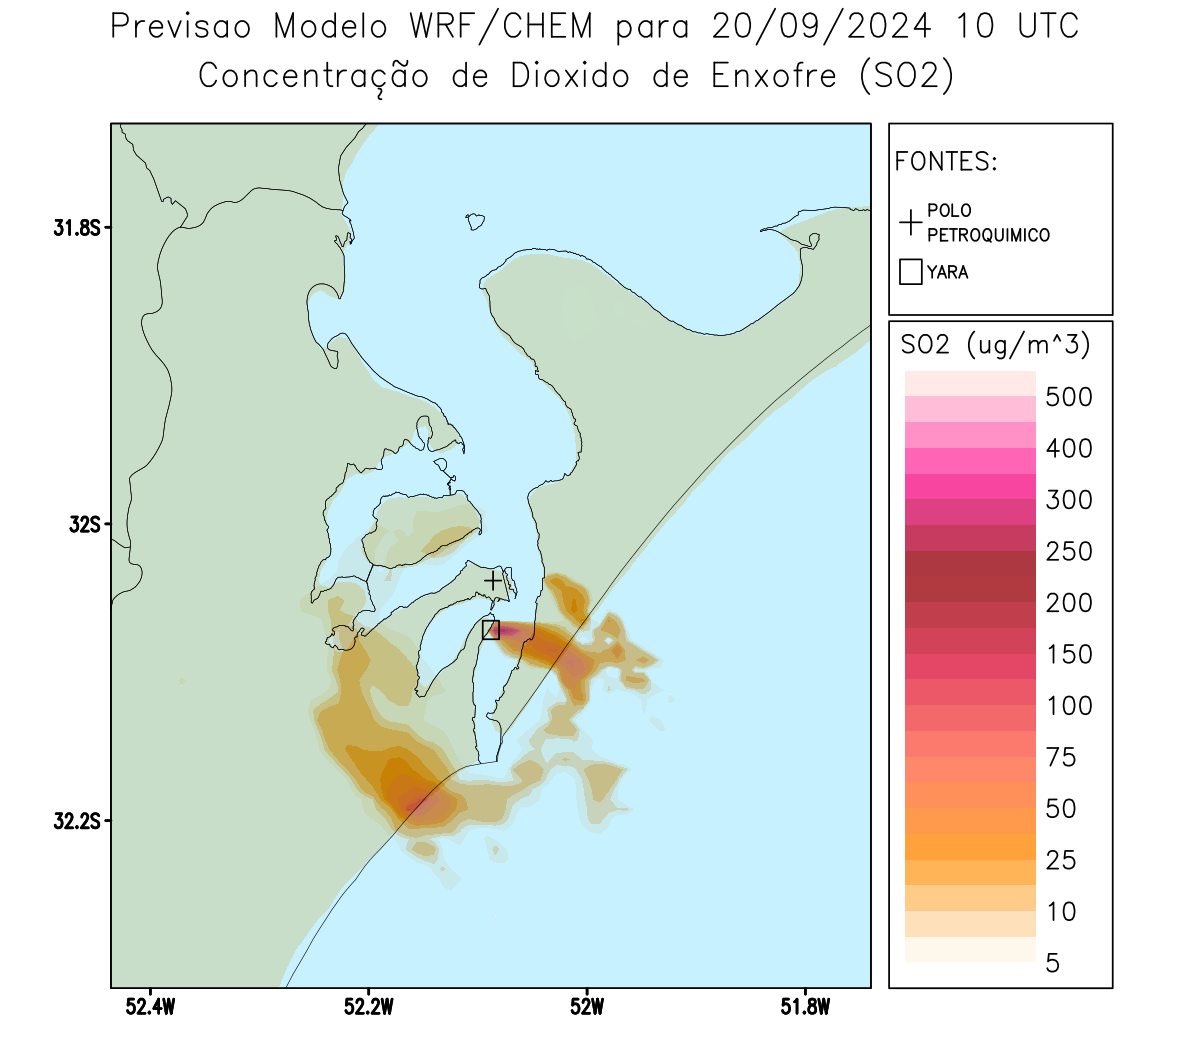 Previsao Modelo WRF/CHEM para 20/09/2024 10 UTC
Concentração de Dioxido de Enxofre (SO2)
FONTES:
POLO
PETROQUIMICO
YARA
31.8S
32S
32.2S
52.4W
52.2W
52W
51.8W
SO2 (ug/m^3)
500
400
300
250
200
150
100
75
50
25
10
5